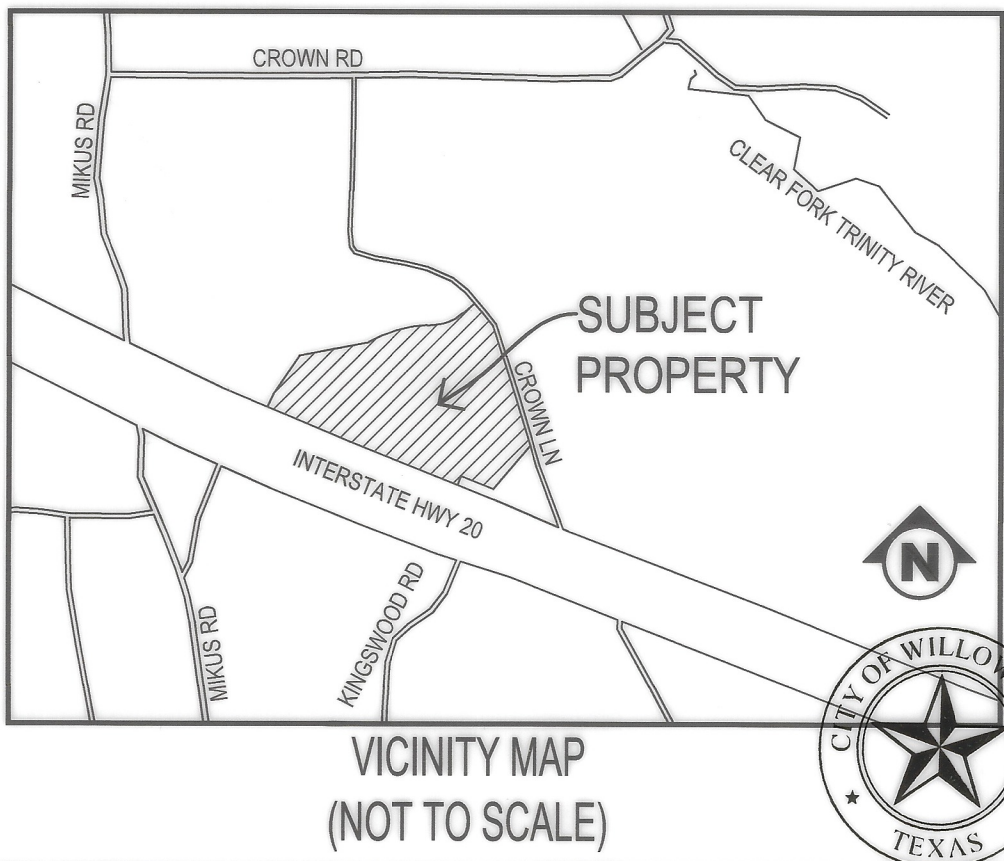 CROWN RD
MIKUS RD
CLEAR FORK TRINITY RIVER
SUBJECT
PROPERTY
CROWN LN
INTERSTATE HWY 20
N
KINGSWOOD RD
MIKUS RD
CITY OF
TEXAS
VICINITY MAP
(NOT TO SCALE)